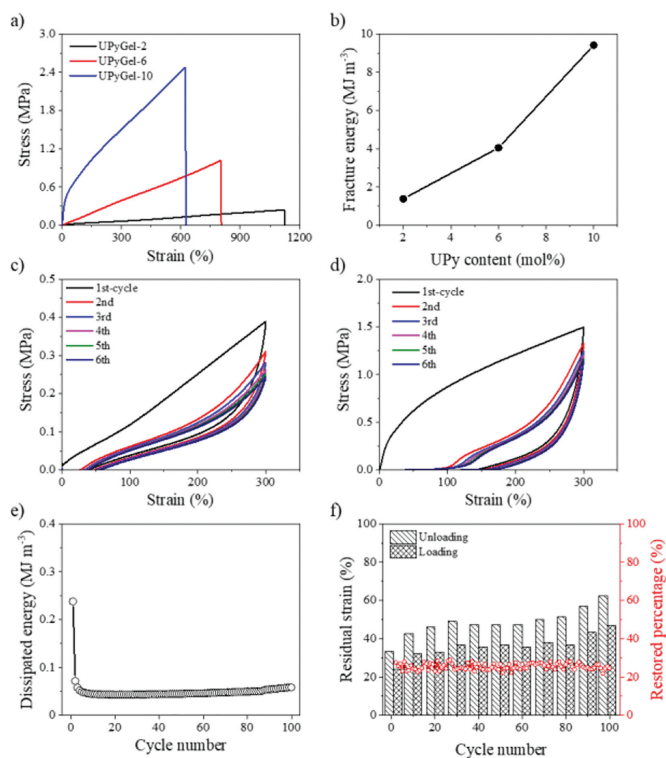 a)
Stress (MPa)
3.0
2.4
1.8
1.2
0.6
0.0
UPyGel-2
UPyGel-6
UPyGel-10
0
300
600
900
1200
Strain (%)
b)
Fracture energy (MJ m⁻³)
10
8
6
4
2
0
2
4
6
8
10
UPy content (mol%)
c)
Stress (MPa)
0.5
0.4
0.3
0.2
0.1
0.0
1st-cycle
2nd
3rd
4th
5th
6th
0
100
200
300
Strain (%)
d)
Stress (MPa)
2.0
1.5
1.0
0.5
0.0
1st-cycle
2nd
3rd
4th
5th
6th
0
100
200
300
Strain (%)
e)
Dissipated energy (MJ m⁻³)
0.4
0.3
0.2
0.1
0.0
0
20
40
60
80
100
Cycle number
f)
Residual strain (%)
100
80
60
40
20
0
Unloading
Loading
0
20
40
60
80
100
Cycle number
100
80
60
40
20
0
Restored percentage (%)